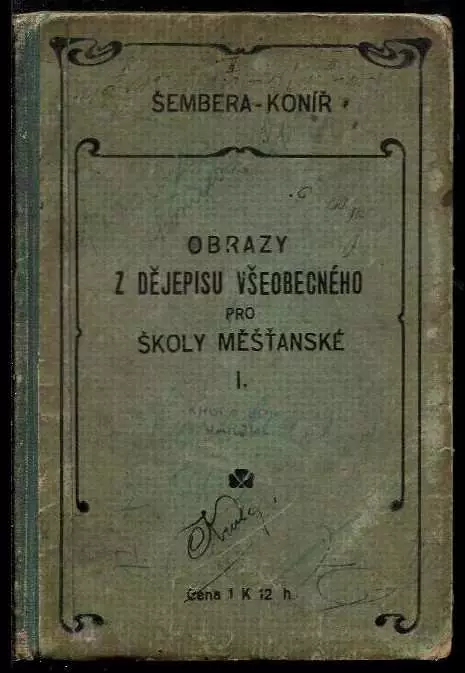 ŠEMBERA-KONÍŘ
OBRAZY
Z DĚJEPISU VŠEOBECNÉHO
PRO
ŠKOLY MĚŠŤANSKÉ
I.
Cena 1 K 12 h.